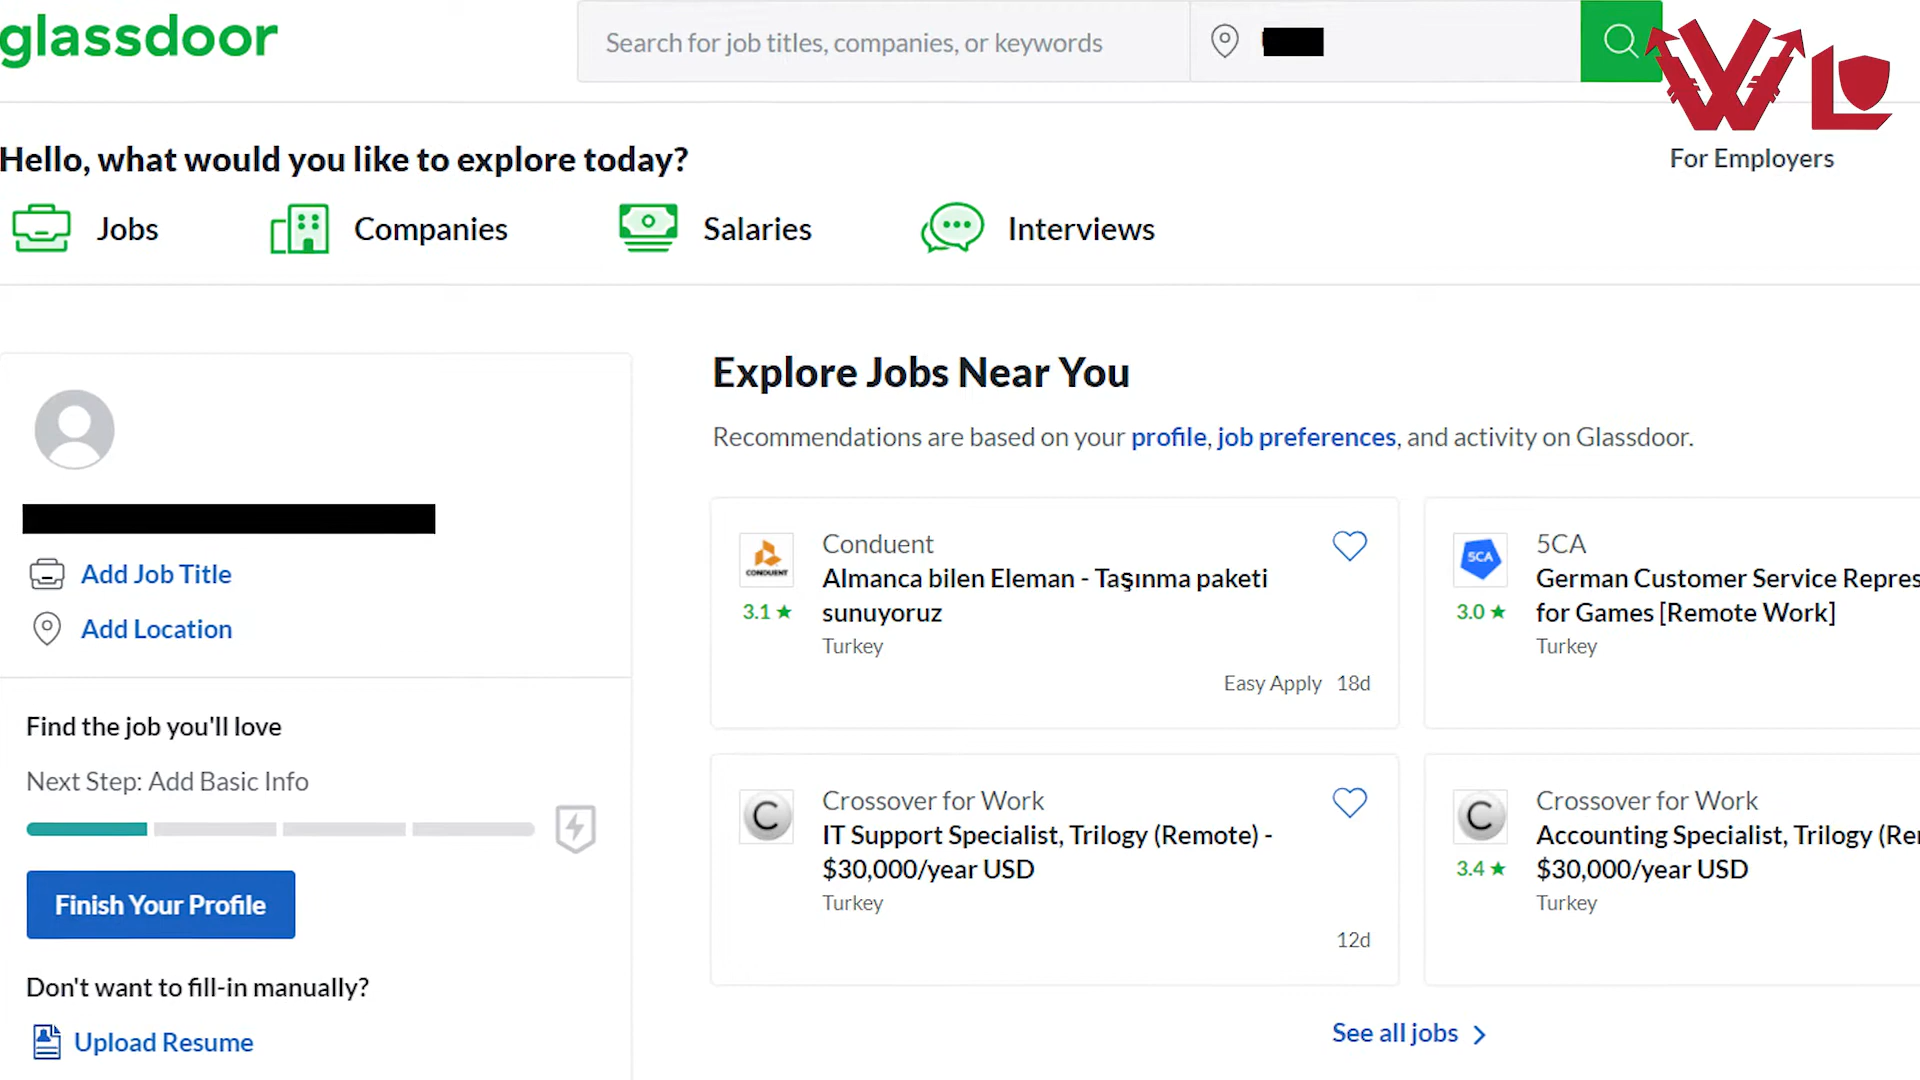 glassdoor
Search for job titles, companies, or keywords
WL
For Employers
Hello, what would you like to explore today?
Jobs
Companies
Salaries
Interviews
Explore Jobs Near You
Recommendations are based on your profile, job preferences, and activity on Glassdoor.
Add Job Title
Add Location
Find the job you'll love
Next Step: Add Basic Info
Finish Your Profile
Don't want to fill-in manually?
Upload Resume
CONDUENT
3.1 ★
Conduent
Almanca bilen Eleman - Taşınma paketi
sunuyoruz
Turkey
Easy Apply 18d
5CA
3.0 ★
5CA
German Customer Service Repres
for Games [Remote Work]
Turkey
C
Crossover for Work
IT Support Specialist, Trilogy (Remote) -
$30,000/year USD
Turkey
12d
C
3.4 ★
Crossover for Work
Accounting Specialist, Trilogy (Re
$30,000/year USD
Turkey
See all jobs